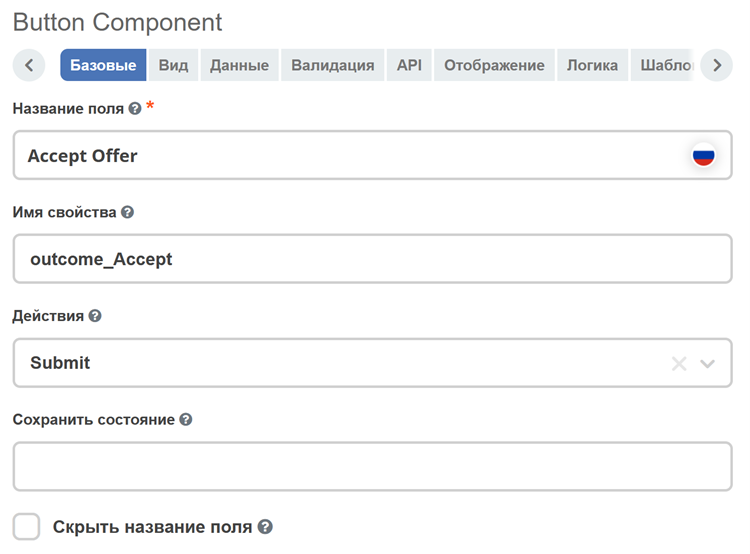 Button Component
Базовые Вид Данные Валидация API Отображение Логика Шабло
Название поля *
Accept Offer
Имя свойства
outcome_Accept
Действия
Submit
Сохранить состояние
Скрыть название поля